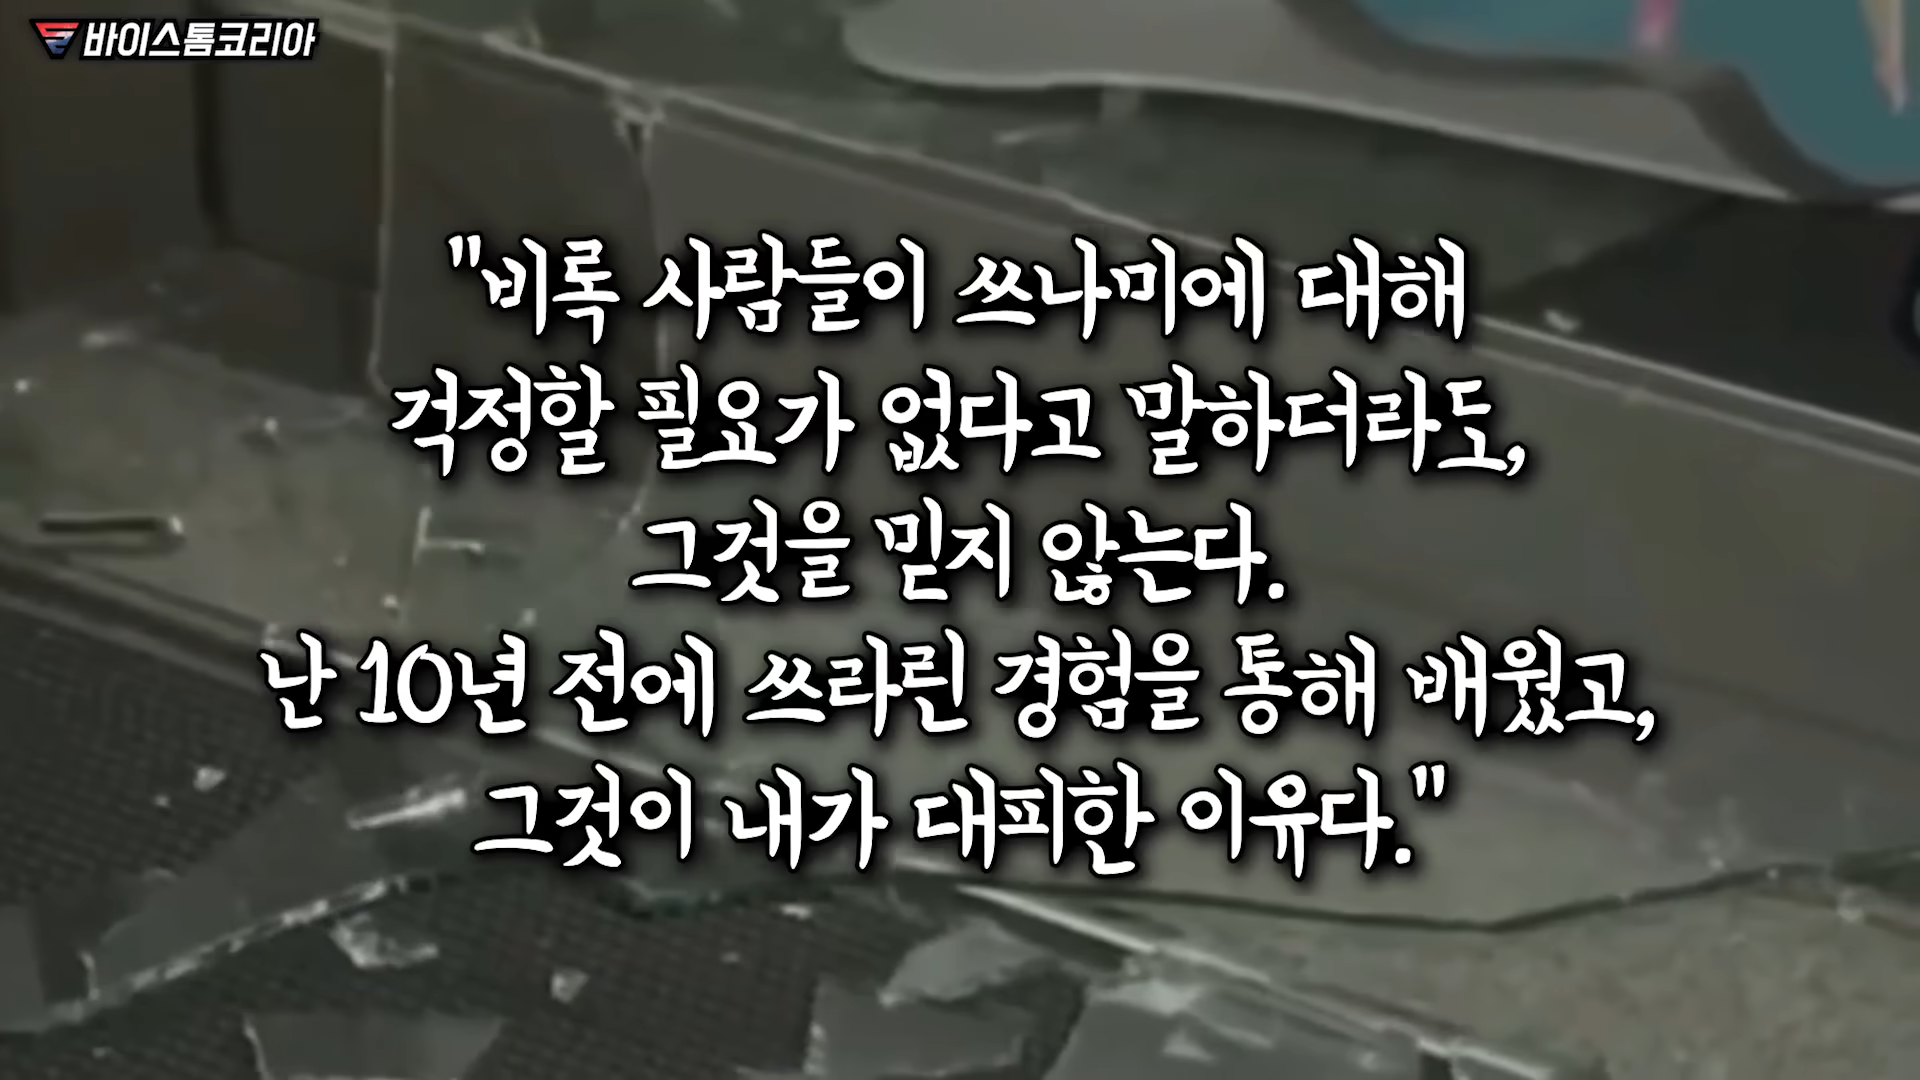 바이스톰코리아
"비록 사람들이 쓰나미에 대해
걱정할 필요가 없다고 말하더라도,
그것을 믿지 않는다.
난 10년 전에 쓰라린 경험을 통해 배웠고,
그것이 내가 대피한 이유다."